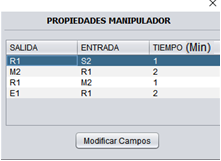 PROPIEDADES MANIPULADOR
SALIDA ENTRADA TIEMPO (Min)
R1 S2 1
M2 R1 2
R1 M2 1
E1 R1 2
Modificar Campos